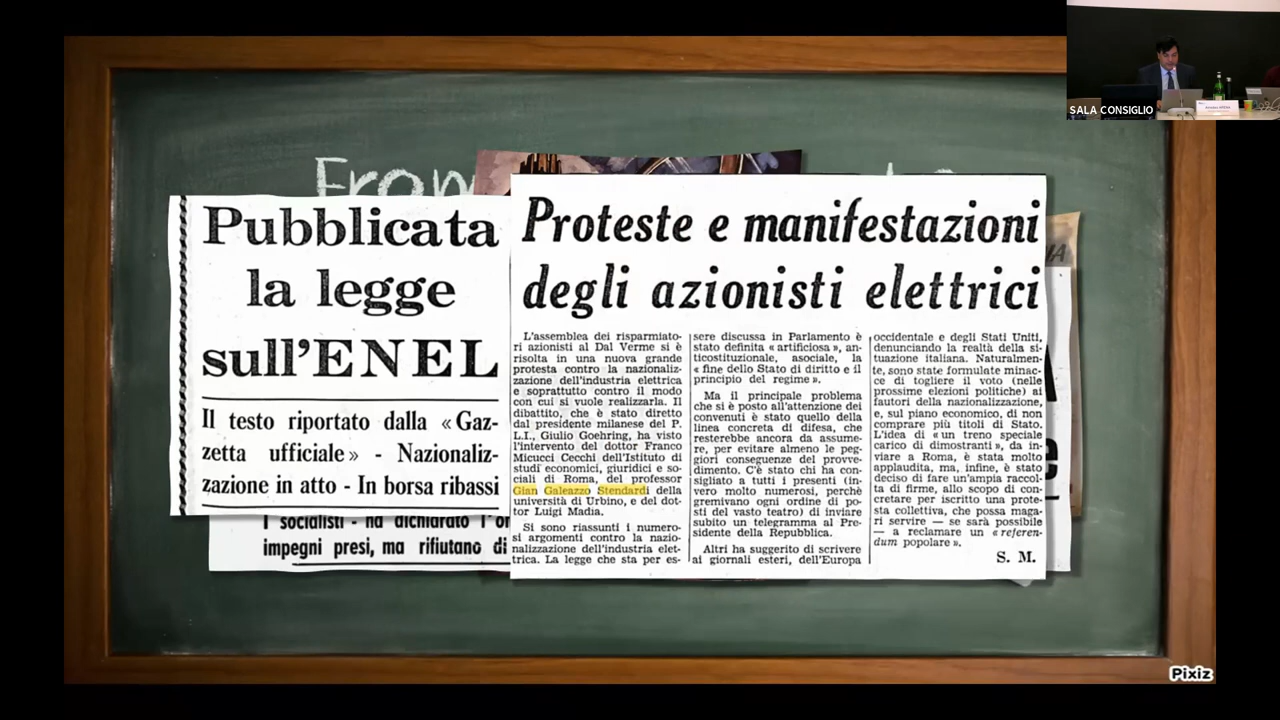 SALA CONSIGLIO
Fron
Pubblicata
la legge
sull'ENEL
Il testo riportato dalla «Gaz-
zetta ufficiale» - Nazionaliz-
zazione in atto - In borsa ribassi
i socialisti - ha dichiarato l'on
impegni presi, ma rifiutano di
Proteste e manifestazioni
degli azionisti elettrici
L'assemblea dei risparmiato-
ri azionisti al Dal Verme si è
risolta in una nuova grande
protesta contro la nazionaliz-
zazione dell'industria elettrica
e soprattutto contro il modo
con cui si vuole realizzarla. Il
dibattito, che è stato diretto
dal presidente milanese del P.
L.I., Giulio Goehring, ha visto
l'intervento del dottor Franco
Micucci Cecchi dell'Istituto di
studi economici, giuridici e so-
ciali di Roma, del professor
Gian Galeazzo Stendardi della
università di Urbino, e del dot-
tor Luigi Madia.
Si sono riassunti i numero-
si argomenti contro la nazio-
nalizzazione dell'industria elet-
trica. La legge che sta per es-
sere discussa in Parlamento è
stato definita «artificiosa», an-
ticostituzionale, asociale, la
«fine dello Stato di diritto e il
principio del regime».
Ma il principale problema
che si è posto all'attenzione dei
convenuti è stato quello della
linea concreta di difesa, che
resterebbe ancora da assume-
re, per evitare almeno le peg-
giori conseguenze del provve-
dimento. C'è stato chi ha con-
sigliato a tutti i presenti (in-
vero molto numerosi, perchè
gremivano ogni ordine di po-
sti del vasto teatro) di inviare
subito un telegramma al Pre-
sidente della Repubblica.
Altri ha suggerito di scrivere
ai giornali esteri, dell'Europa
occidentale e degli Stati Uniti,
denunciando la realtà della si-
tuazione italiana. Naturalmen-
te, sono state formulate minac-
ce di togliere il voto (nelle
prossime elezioni politiche) ai
fautori della nazionalizzazione,
e, sul piano economico, di non
comprare più titoli di Stato.
L'idea di «un treno speciale
carico di dimostranti», da in-
viare a Roma, è stata molto
applaudita, ma, infine, è stato
deciso di fare un'ampia raccol-
ta di firme, allo scopo di con-
cretare per iscritto una prote-
sta collettiva, che possa maga-
ri servire — se sarà possibile
— a reclamare un «referen-
dum popolare».
S. M.
Pixiz